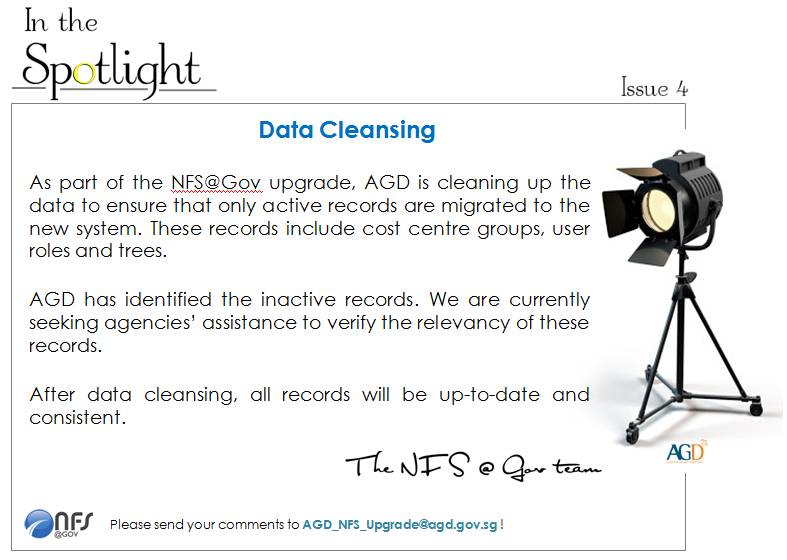 In the
Spotlight
Issue 4
Data Cleansing
As part of the NFS@Gov upgrade, AGD is cleaning up the
data to ensure that only active records are migrated to the
new system. These records include cost centre groups, user
roles and trees.
AGD has identified the inactive records. We are currently
seeking agencies’ assistance to verify the relevancy of these
records.
After data cleansing, all records will be up-to-date and
consistent.
The NFS @ Gov team
AGD
nfs
@GOV
Please send your comments to AGD_NFS_Upgrade@agd.gov.sg !